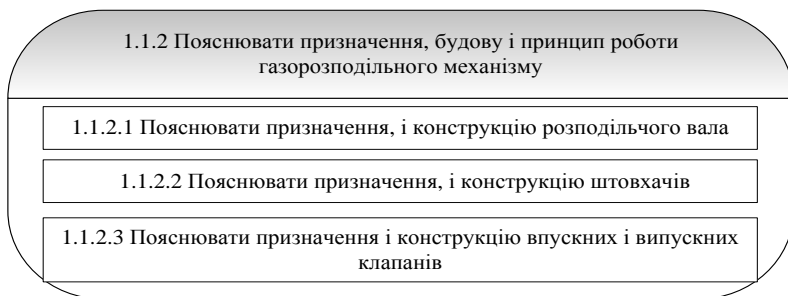 1.1.2 Пояснювати призначення, будову і принцип роботи
газорозподільного механізму
1.1.2.1 Пояснювати призначення, і конструкцію розподільчого вала
1.1.2.2 Пояснювати призначення, і конструкцію штовхачів
1.1.2.3 Пояснювати призначення і конструкцію впускних і випускних
клапанів